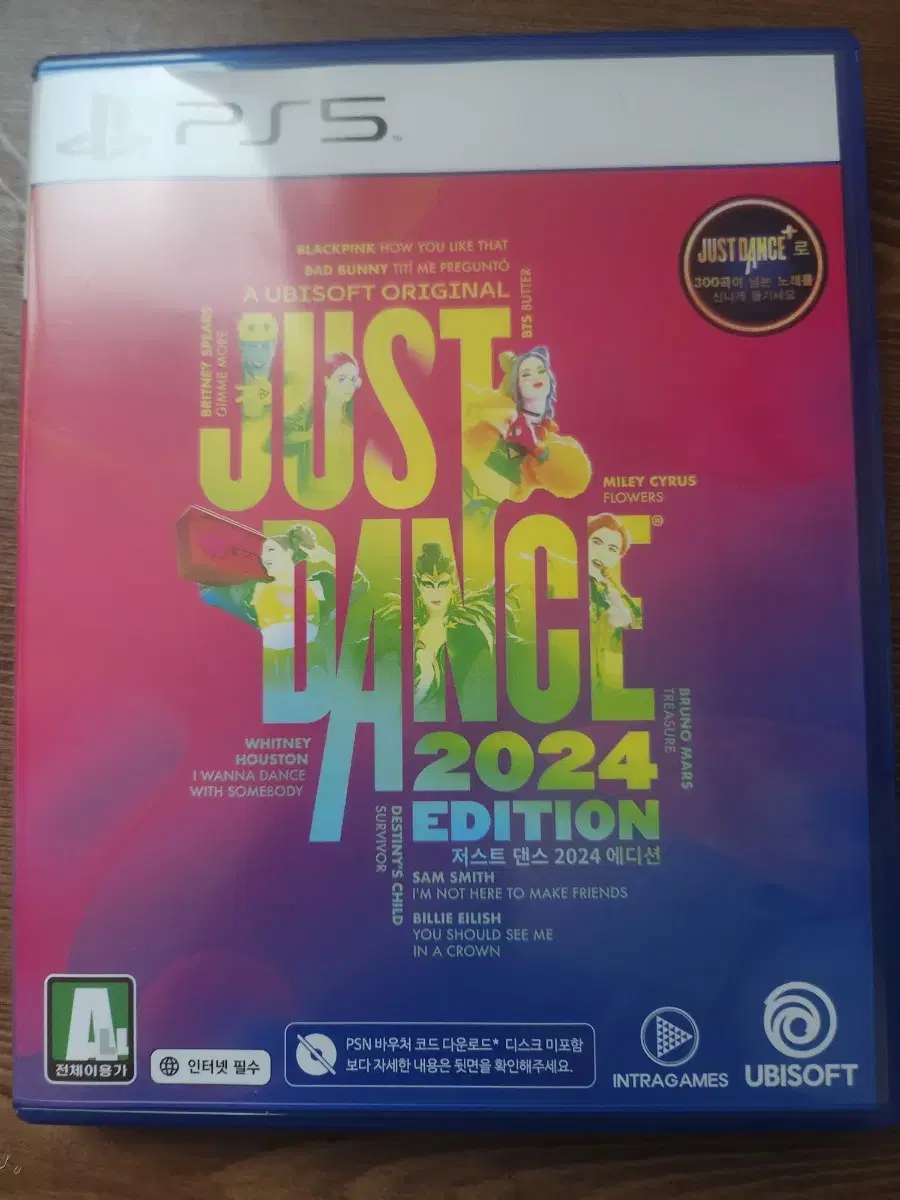 PS5
BLACKPINK HOW YOU LIKE THAT
BAD BUNNY TITÍ ME PREGUNTÓ
A UBISOFT ORIGINAL
BTS BUTTER
BRITNEY SPEARS
GIMME MORE
JUST DANCE+로
300곡이 넘는 노래를
신나게 즐기세요
JUST
MILEY CYRUS
FLOWERS
DANCE®
BRUNO MARS
TREASURE
WHITNEY
HOUSTON
I WANNA DANCE
WITH SOMEBODY
2024
EDITION
저스트 댄스 2024 에디션
DESTINY'S CHILD
SURVIVOR
SAM SMITH
I'M NOT HERE TO MAKE FRIENDS
BILLIE EILISH
YOU SHOULD SEE ME
IN A CROWN
ALL
전체이용가
인터넷 필수
PSN 바우처 코드 다운로드* 디스크 미포함
보다 자세한 내용은 뒷면을 확인해주세요.
INTRAGAMES
UBISOFT